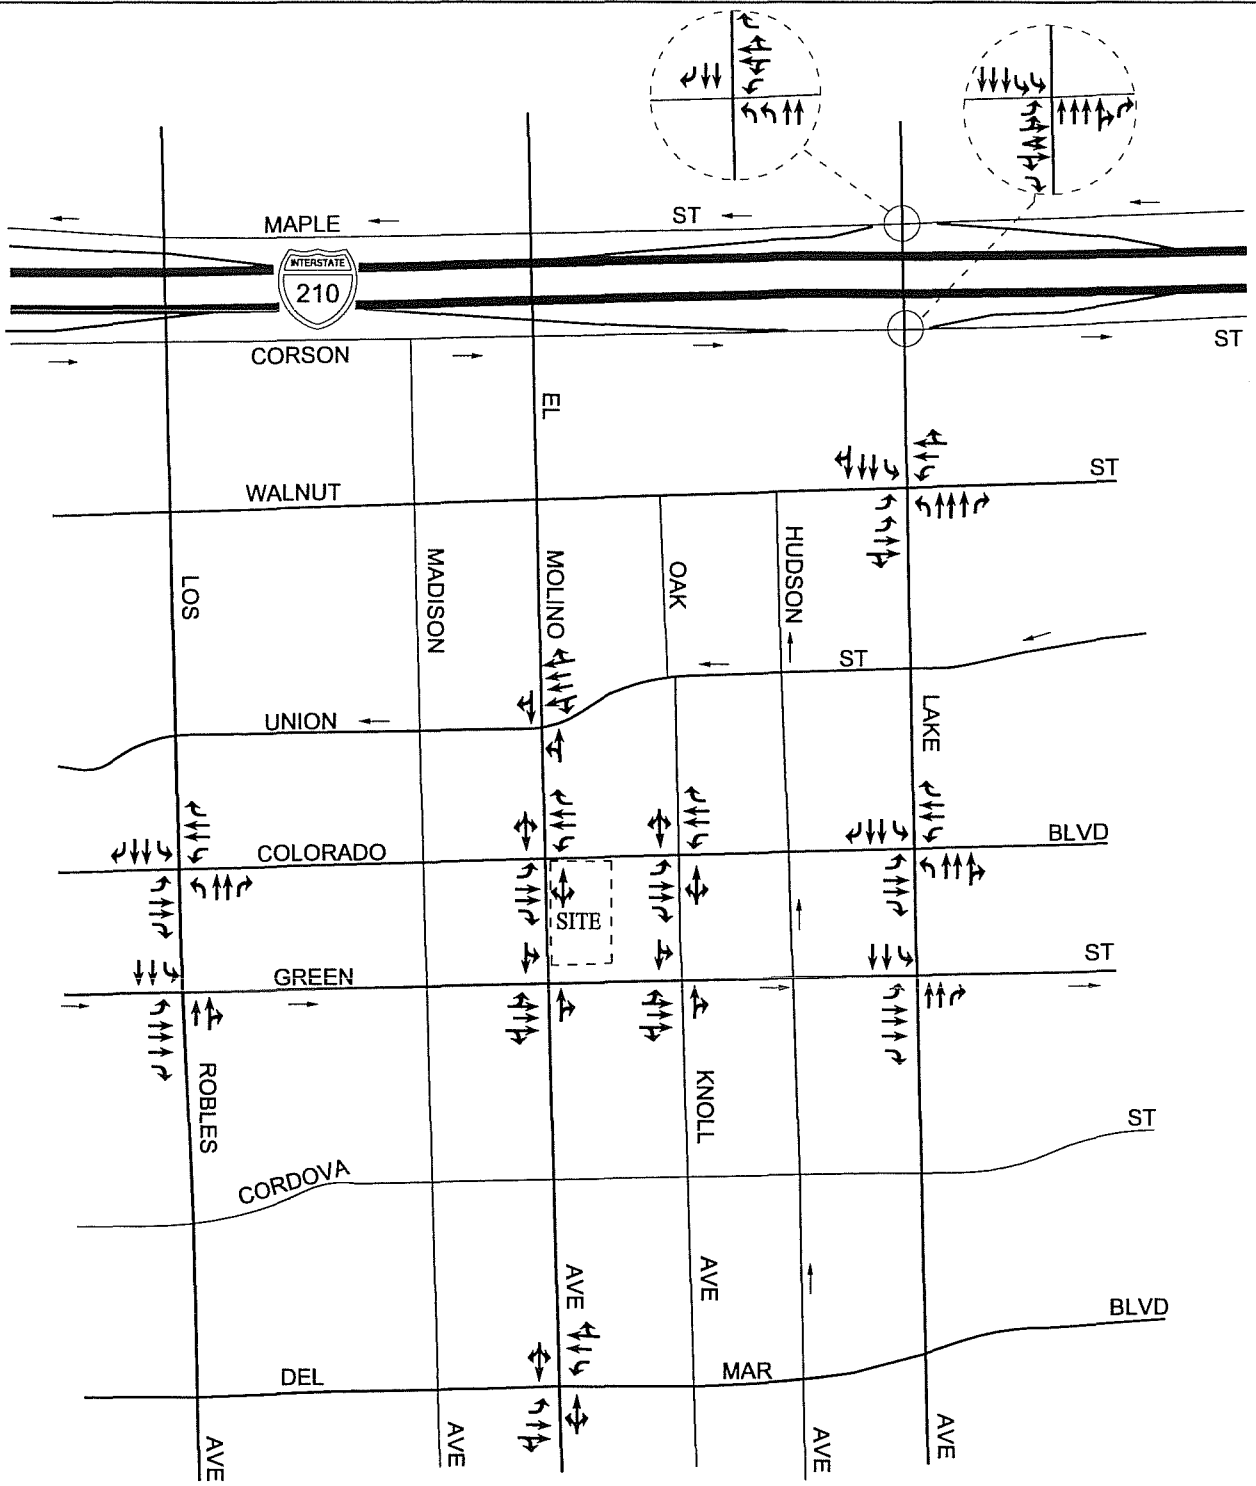 MAPLE
ST
INTERSTATE
210
CORSON
ST
EL
WALNUT
ST
LOS
MADISON
MOLINO
OAK
HUDSON
ST
UNION
LAKE
COLORADO
BLVD
SITE
GREEN
ST
ROBLES
KNOLL
ST
CORDOVA
AVE
AVE
BLVD
DEL
MAR
AVE
AVE
AVE
AVE